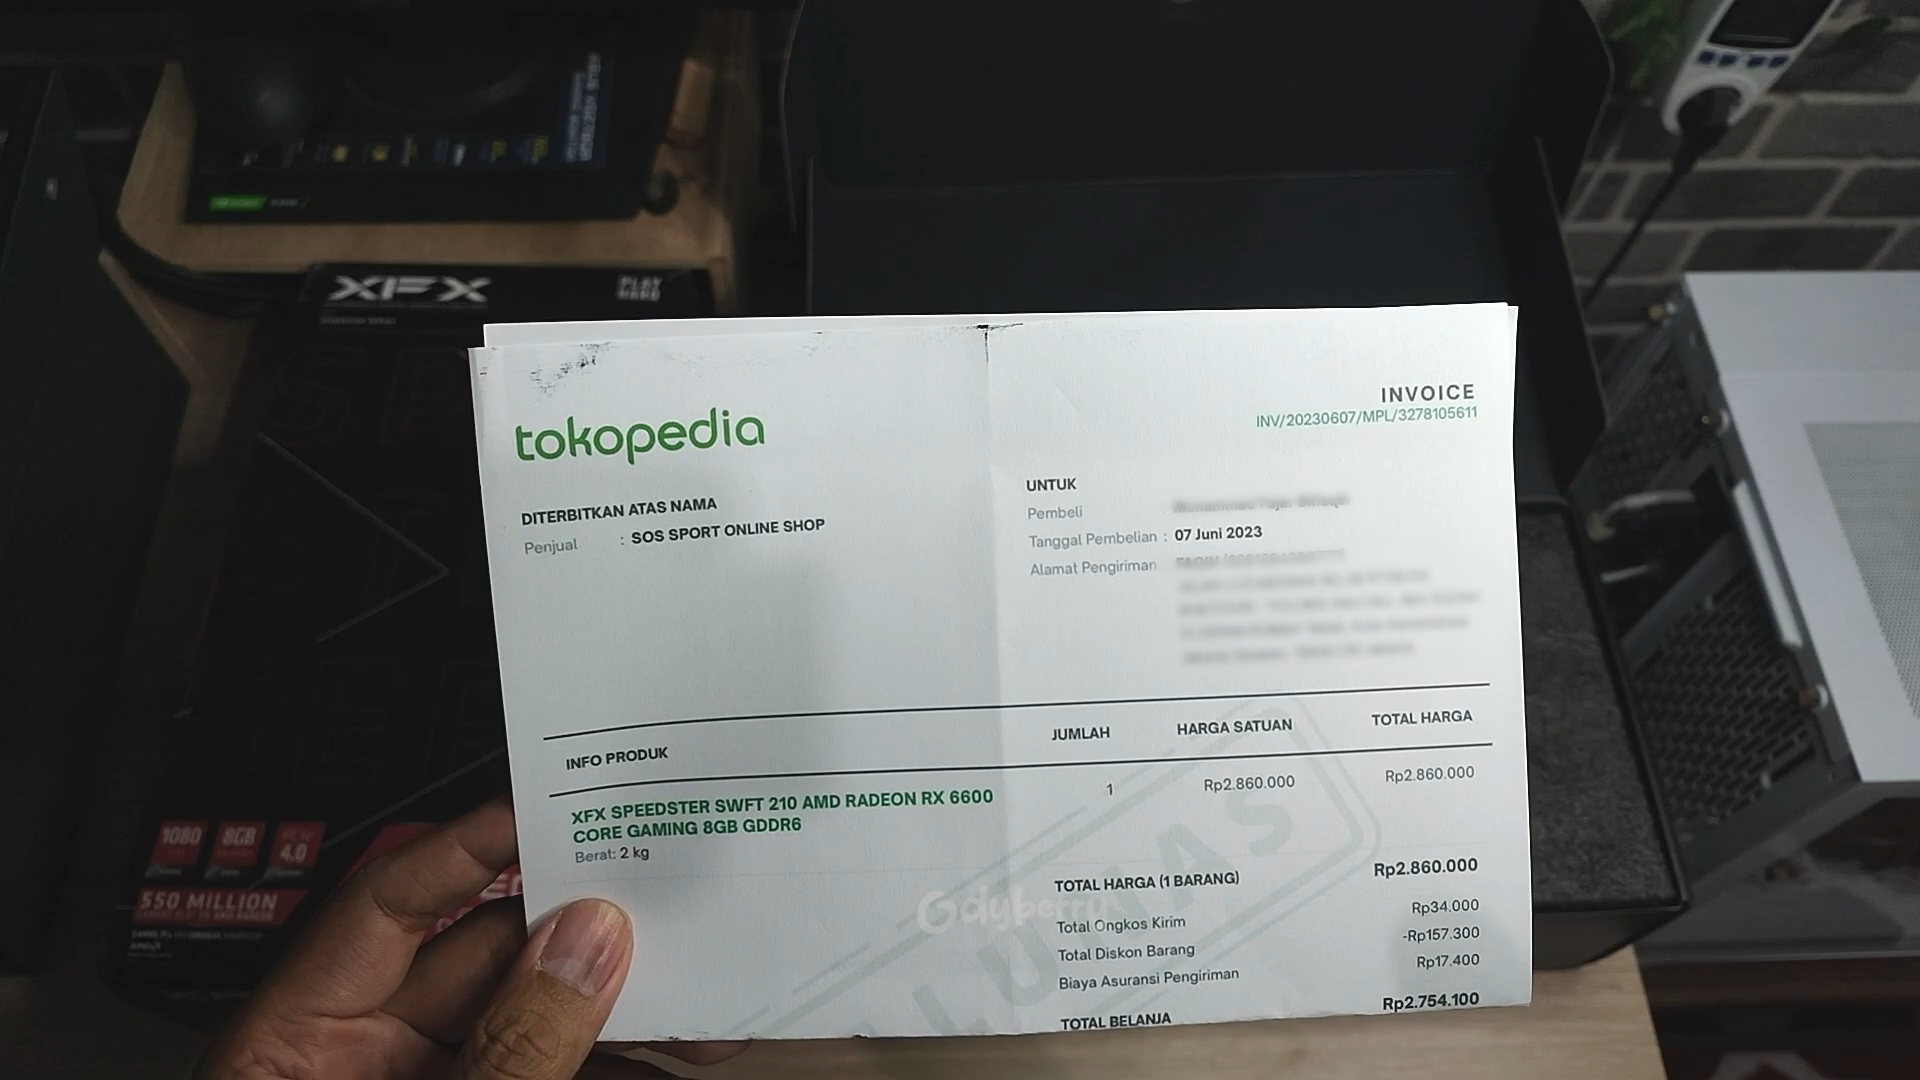 XFX
PLAY
HARD
tokopedia
INVOICE
INV/20230607/MPL/3278105611
DITERBITKAN ATAS NAMA
Penjual : SOS SPORT ONLINE SHOP
UNTUK
Pembeli
Tanggal Pembelian : 07 Juni 2023
Alamat Pengiriman
INFO PRODUK JUMLAH HARGA SATUAN TOTAL HARGA
XFX SPEEDSTER SWFT 210 AMD RADEON RX 6600 1 Rp2.860.000 Rp2.860.000
CORE GAMING 8GB GDDR6
Berat: 2 kg
LUNAS
TOTAL HARGA (1 BARANG) Rp2.860.000
Total Ongkos Kirim Rp34.000
Total Diskon Barang -Rp157.300
Biaya Asuransi Pengiriman Rp17.400
TOTAL BELANJA Rp2.754.100
1080 8GB 4.0
550 MILLION